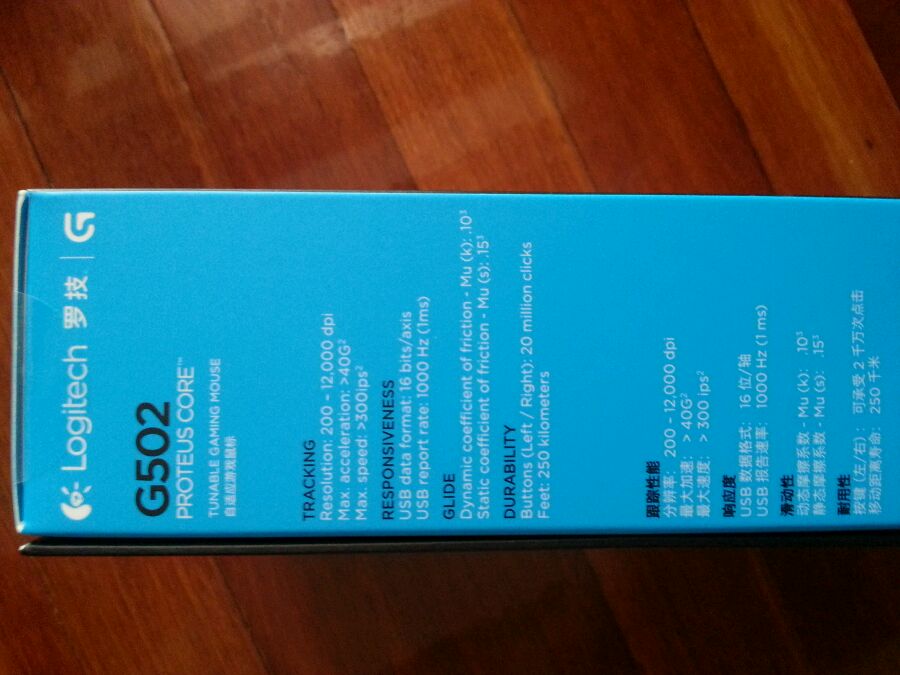 Logitech 罗技 | G
G502
PROTEUS CORE™
TUNABLE GAMING MOUSE
自适应游戏鼠标
TRACKING
Resolution: 200 – 12,000 dpi
Max. acceleration: >40G²
Max. speed: >300ips²
RESPONSIVENESS
USB data format: 16 bits/axis
USB report rate: 1000 Hz (1ms)
GLIDE
Dynamic coefficient of friction - Mu (k): .10³
Static coefficient of friction - Mu (s): .15³
DURABILITY
Buttons (Left / Right): 20 million clicks
Feet: 250 kilometers
跟踪性能
分辨率: 200 - 12,000 dpi
最大加速: > 40G²
最大速度: > 300 ips²
响应度
USB 数据格式: 16 位/轴
USB 报告速率: 1000 Hz (1 ms)
滑动性
动态摩擦系数 - Mu (k): .10³
静态摩擦系数 - Mu (s): .15³
耐用性
按键 (左/右): 可承受 2 千万次点击
移动距离寿命: 250 千米